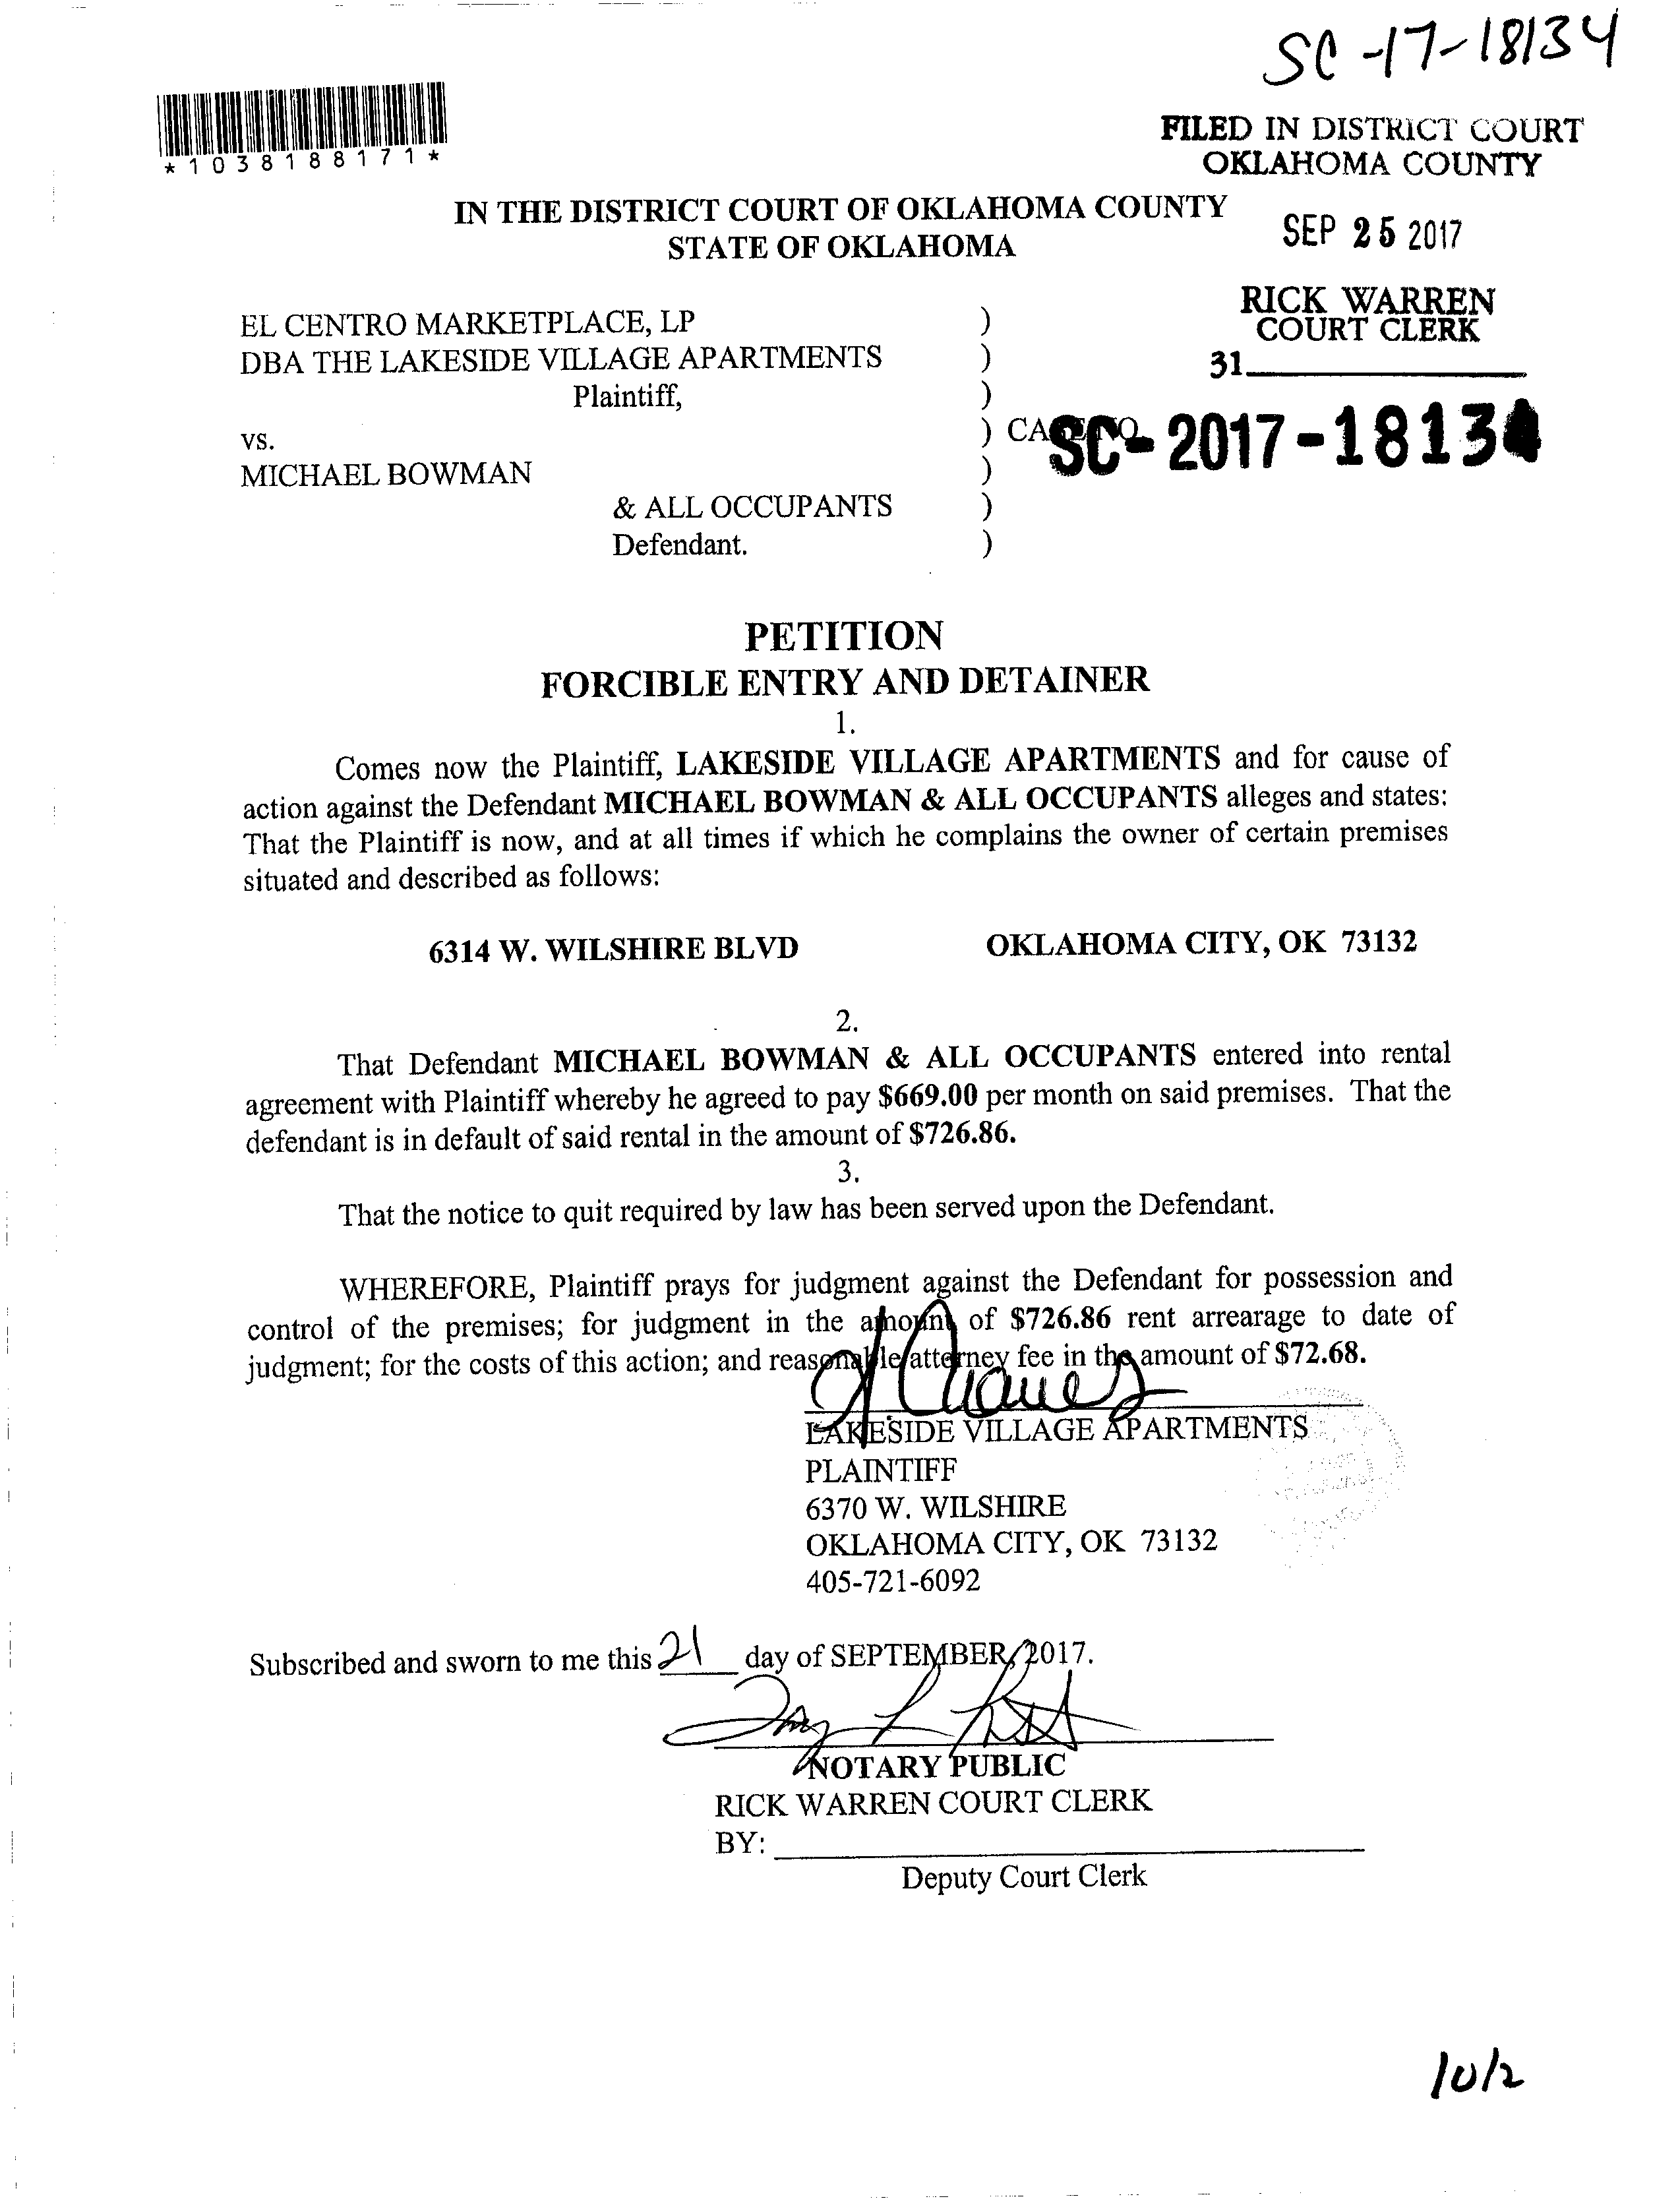 SC-17-18134
*1038188171*
FILED IN DISTRICT COURT
OKLAHOMA COUNTY
IN THE DISTRICT COURT OF OKLAHOMA COUNTY
STATE OF OKLAHOMA
SEP 25 2017
RICK WARREN
COURT CLERK
31
EL CENTRO MARKETPLACE, LP )
DBA THE LAKESIDE VILLAGE APARTMENTS )
Plaintiff, )
vs. ) CASE NO. SC-2017-18134
MICHAEL BOWMAN )
& ALL OCCUPANTS )
Defendant. )
PETITION
FORCIBLE ENTRY AND DETAINER
1.
Comes now the Plaintiff, LAKESIDE VILLAGE APARTMENTS and for cause of
action against the Defendant MICHAEL BOWMAN & ALL OCCUPANTS alleges and states:
That the Plaintiff is now, and at all times if which he complains the owner of certain premises
situated and described as follows:
6314 W. WILSHIRE BLVD OKLAHOMA CITY, OK 73132
2.
That Defendant MICHAEL BOWMAN & ALL OCCUPANTS entered into rental
agreement with Plaintiff whereby he agreed to pay $669.00 per month on said premises. That the
defendant is in default of said rental in the amount of $726.86.
3.
That the notice to quit required by law has been served upon the Defendant.
WHEREFORE, Plaintiff prays for judgment against the Defendant for possession and
control of the premises; for judgment in the amount of $726.86 rent arrearage to date of
judgment; for the costs of this action; and reasonable attorney fee in the amount of $72.68.
LAKESIDE VILLAGE APARTMENTS
PLAINTIFF
6370 W. WILSHIRE
OKLAHOMA CITY, OK 73132
405-721-6092
Subscribed and sworn to me this 21 day of SEPTEMBER, 2017.
NOTARY PUBLIC
RICK WARREN COURT CLERK
BY:
Deputy Court Clerk
10/2